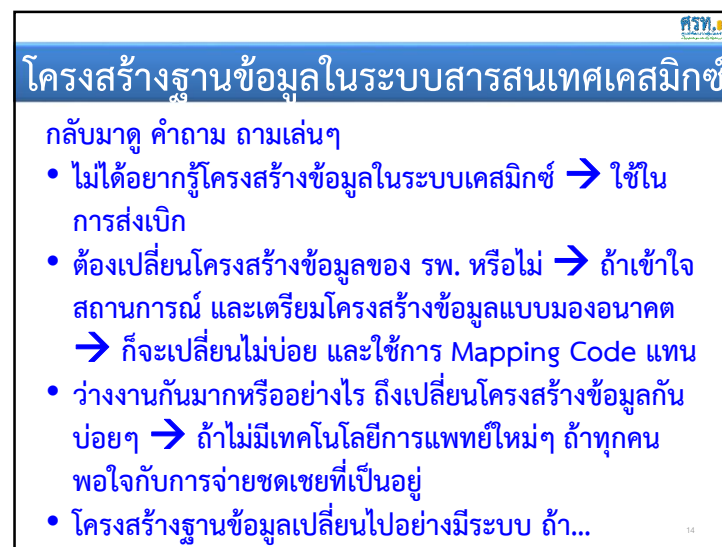 ศรท.
โครงสร้างฐานข้อมูลในระบบสารสนเทศเคสมิกซ์
กลับมาดู คำถาม ถามเล่นๆ
• ไม่ได้อยากรู้โครงสร้างข้อมูลในระบบเคสมิกซ์ → ใช้ใน
การส่งเบิก
• ต้องเปลี่ยนโครงสร้างข้อมูลของ รพ. หรือไม่ → ถ้าเข้าใจ
สถานการณ์ และเตรียมโครงสร้างข้อมูลแบบมองอนาคต
→ ก็จะเปลี่ยนไม่บ่อย และใช้การ Mapping Code แทน
• ว่างงานกันมากหรืออย่างไร ถึงเปลี่ยนโครงสร้างข้อมูลกัน
บ่อยๆ → ถ้าไม่มีเทคโนโลยีการแพทย์ใหม่ๆ ถ้าทุกคน
พอใจกับการจ่ายชดเชยที่เป็นอยู่
• โครงสร้างฐานข้อมูลเปลี่ยนไปอย่างมีระบบ ถ้า...
14